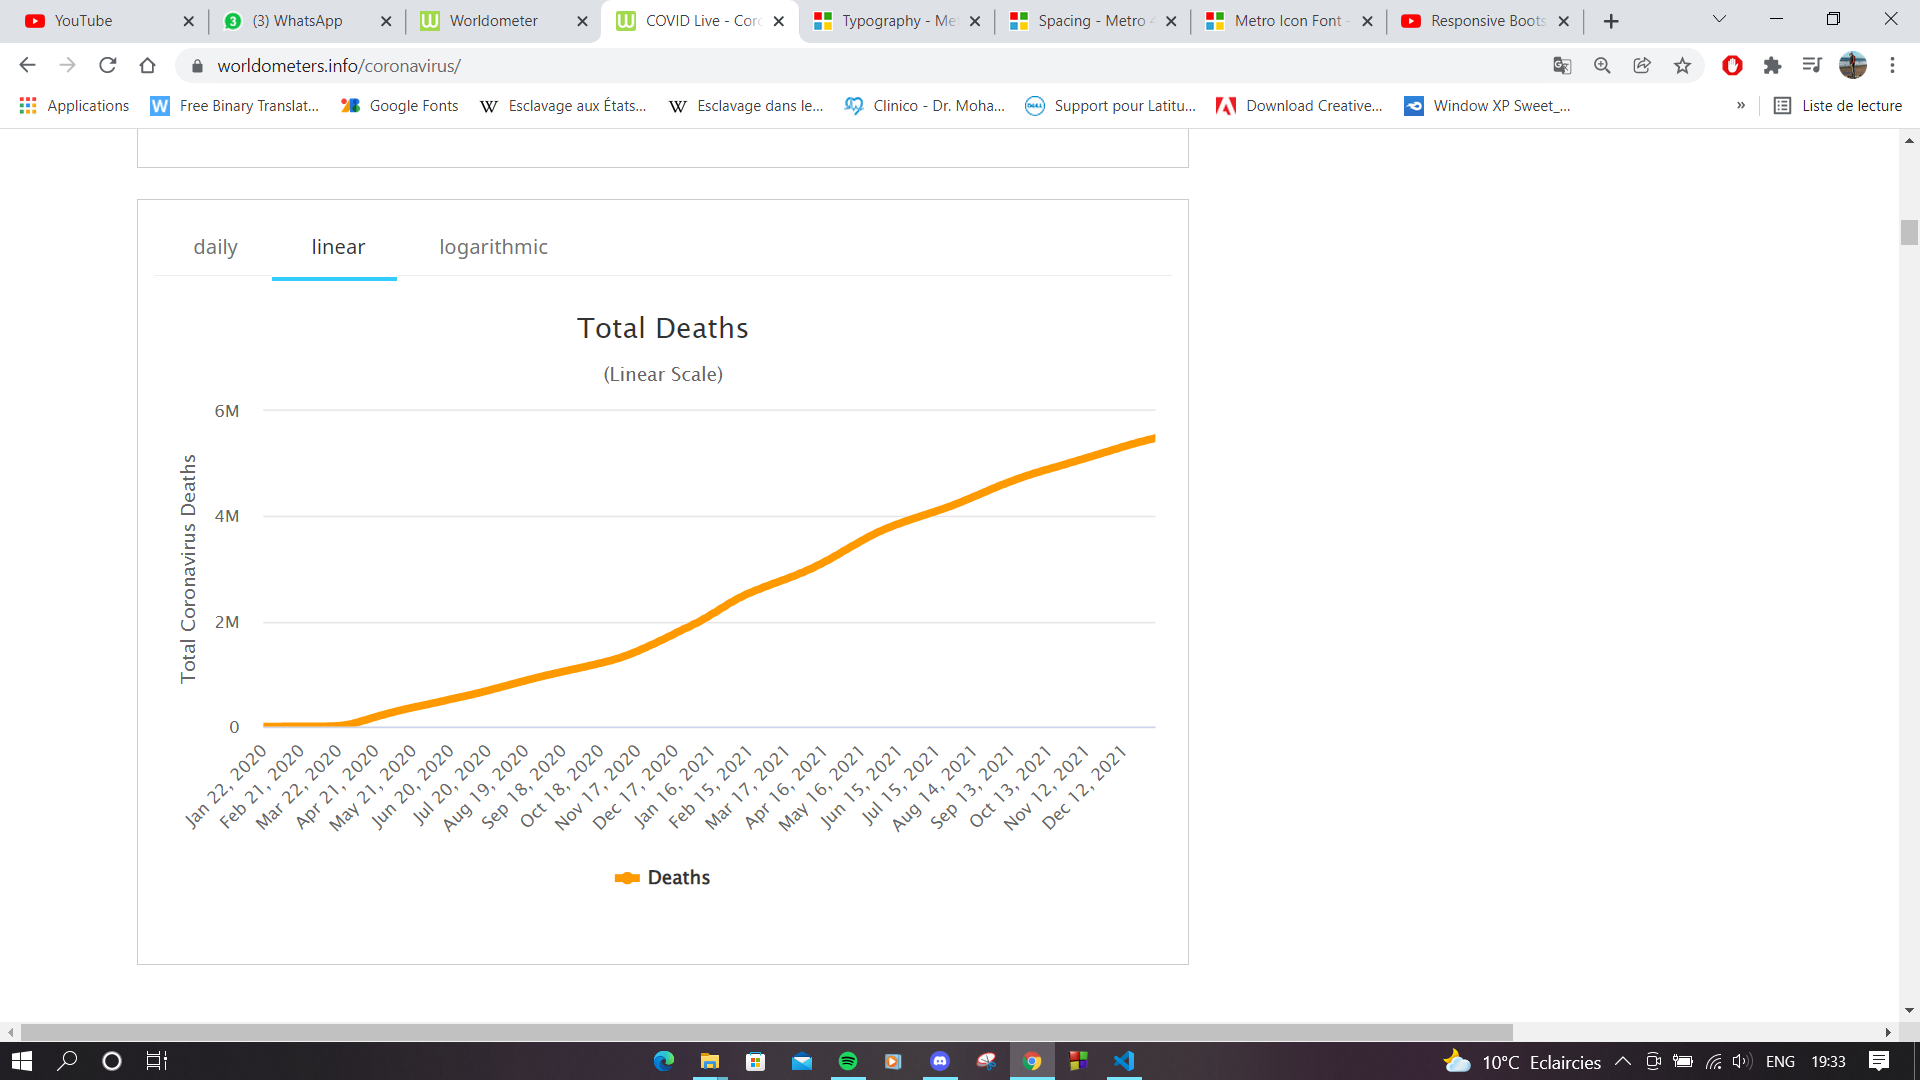 YouTube
(3) WhatsApp
Worldometer
COVID Live - Cor
Typography - Me
Spacing - Metro
Metro Icon Font -
Responsive Boots
worldometers.info/coronavirus/
Applications
Free Binary Translat...
Google Fonts
Esclavage aux États...
Esclavage dans le...
Clinico - Dr. Moha...
Support pour Latitu...
Download Creative...
Window XP Sweet_...
»
Liste de lecture
daily
linear
logarithmic
Total Deaths
(Linear Scale)
Total Coronavirus Deaths
6M
4M
2M
0
Jan 22, 2020
Feb 21, 2020
Mar 22, 2020
Apr 21, 2020
May 21, 2020
Jun 20, 2020
Jul 20, 2020
Aug 19, 2020
Sep 18, 2020
Oct 18, 2020
Nov 17, 2020
Dec 17, 2020
Jan 16, 2021
Feb 15, 2021
Mar 17, 2021
Apr 16, 2021
May 16, 2021
Jun 15, 2021
Jul 15, 2021
Aug 14, 2021
Sep 13, 2021
Oct 13, 2021
Nov 12, 2021
Dec 12, 2021
Deaths
10°C Eclaircies
ENG
19:33